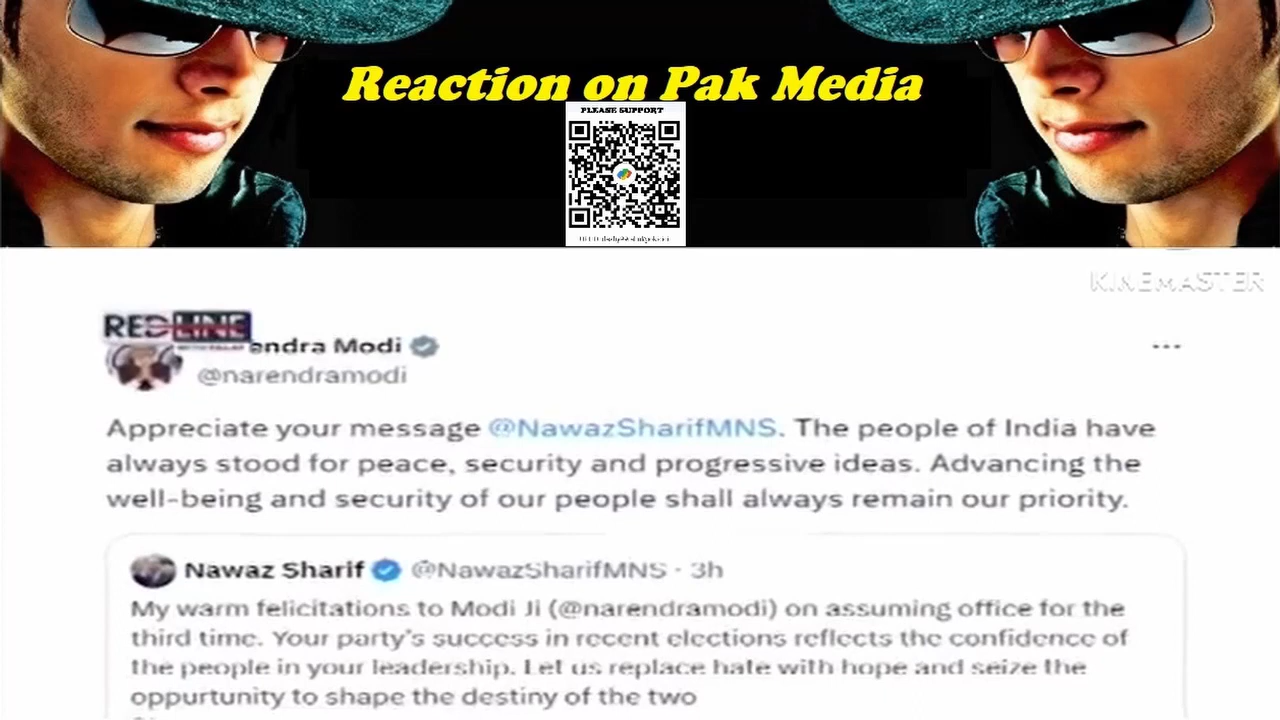 Reaction on Pak Media
PLEASE SUPPORT
KINEMASTER
RED LINE
endra Modi
@narendramodi
Appreciate your message @NawazSharifMNS. The people of India have
always stood for peace, security and progressive ideas. Advancing the
well-being and security of our people shall always remain our priority.
Nawaz Sharif @NawazSharifMNS · 3h
My warm felicitations to Modi Ji (@narendramodi) on assuming office for the
third time. Your party's success in recent elections reflects the confidence of
the people in your leadership. Let us replace hate with hope and seize the
oppurtunity to shape the destiny of the two